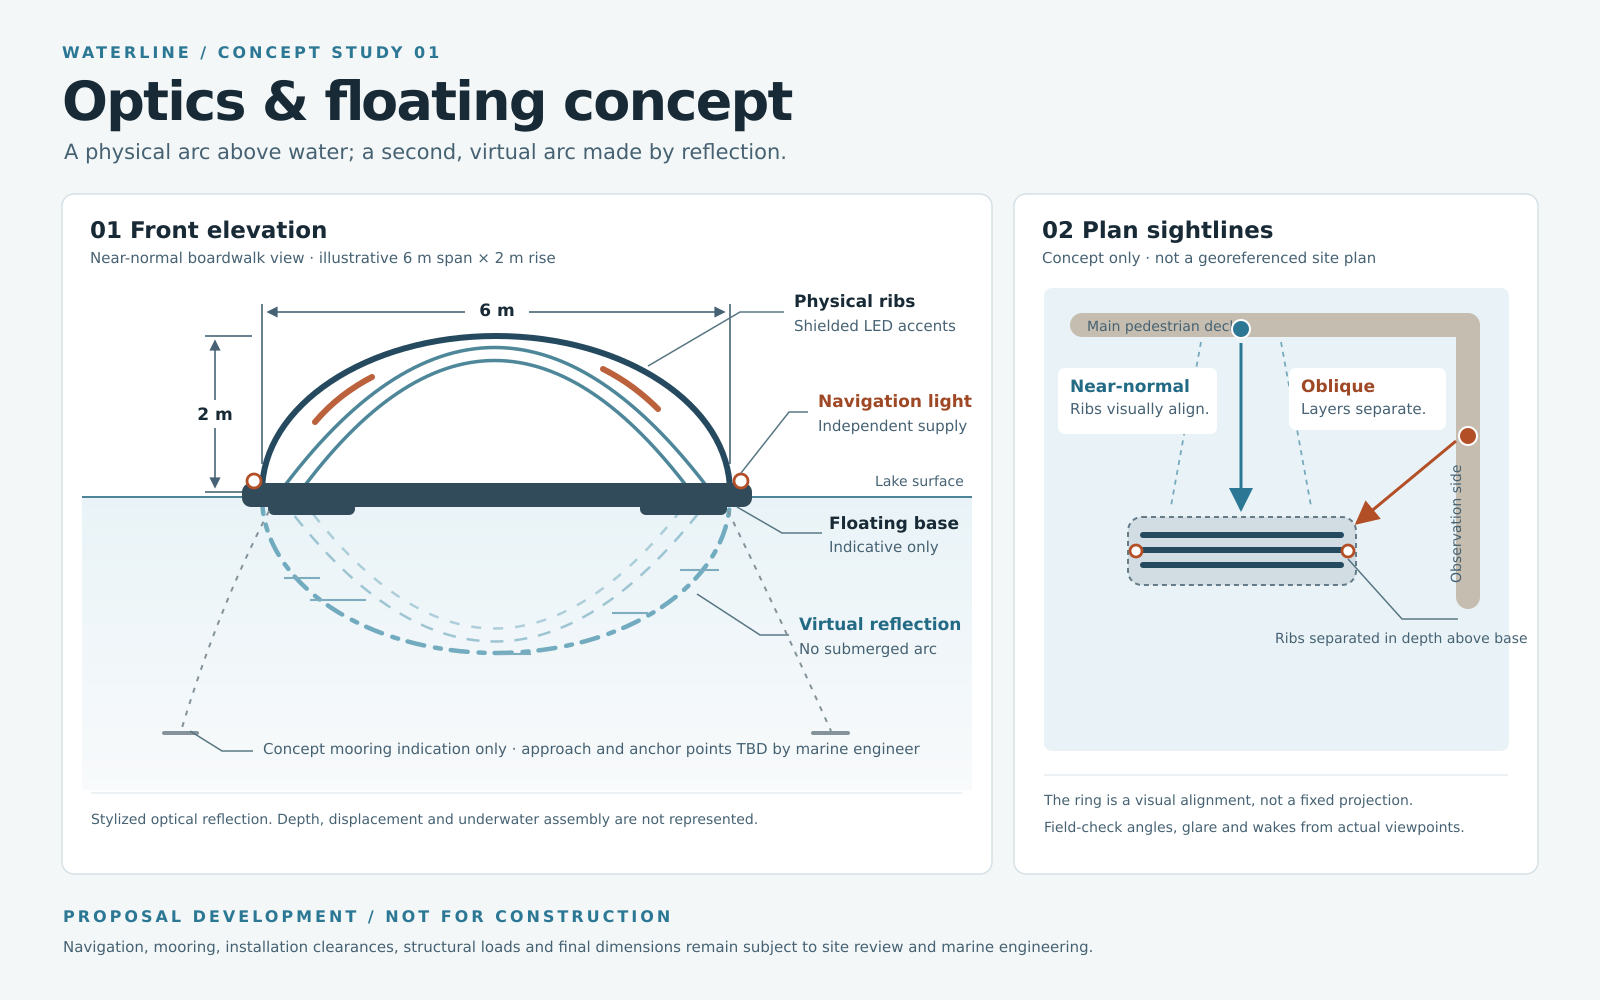 WATERLINE / CONCEPT STUDY 01
Optics & floating concept
A physical arc above water; a second, virtual arc made by reflection.
01 Front elevation
Near-normal boardwalk view · illustrative 6 m span × 2 m rise
6 m
2 m
Physical ribs
Shielded LED accents
Navigation light
Independent supply
Lake surface
Floating base
Indicative only
Virtual reflection
No submerged arc
Concept mooring indication only · approach and anchor points TBD by marine engineer
Stylized optical reflection. Depth, displacement and underwater assembly are not represented.
02 Plan sightlines
Concept only · not a georeferenced site plan
Main pedestrian deck
Near-normal
Ribs visually align.
Oblique
Layers separate.
Observation side
Ribs separated in depth above base
The ring is a visual alignment, not a fixed projection.
Field-check angles, glare and wakes from actual viewpoints.
PROPOSAL DEVELOPMENT / NOT FOR CONSTRUCTION
Navigation, mooring, installation clearances, structural loads and final dimensions remain subject to site review and marine engineering.